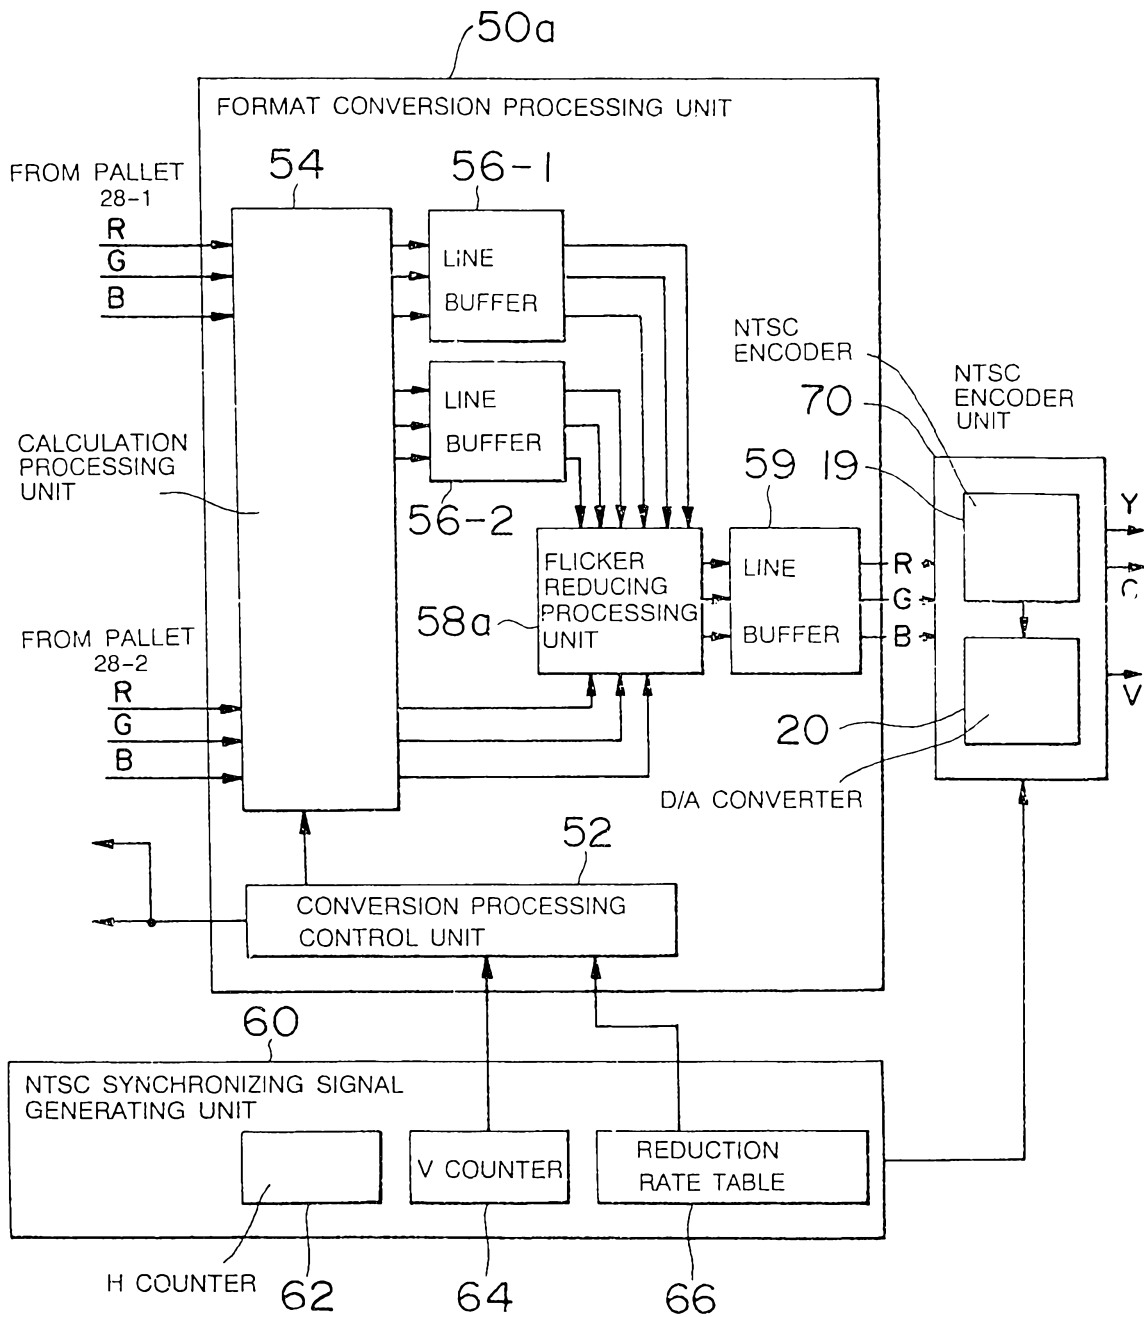 50a
FORMAT CONVERSION PROCESSING UNIT
FROM PALLET
28-1
R
G
B
54
56-1
LINE
BUFFER
LINE
BUFFER
56-2
CALCULATION
PROCESSING
UNIT
NTSC
ENCODER
70
NTSC
ENCODER
UNIT
59
19
FLICKER
REDUCING
PROCESSING
UNIT
58a
LINE
BUFFER
R
G
B
Y
C
V
FROM PALLET
28-2
R
G
B
20
D/A CONVERTER
52
CONVERSION PROCESSING
CONTROL UNIT
60
NTSC SYNCHRONIZING SIGNAL
GENERATING UNIT
V COUNTER
REDUCTION
RATE TABLE
H COUNTER
62
64
66